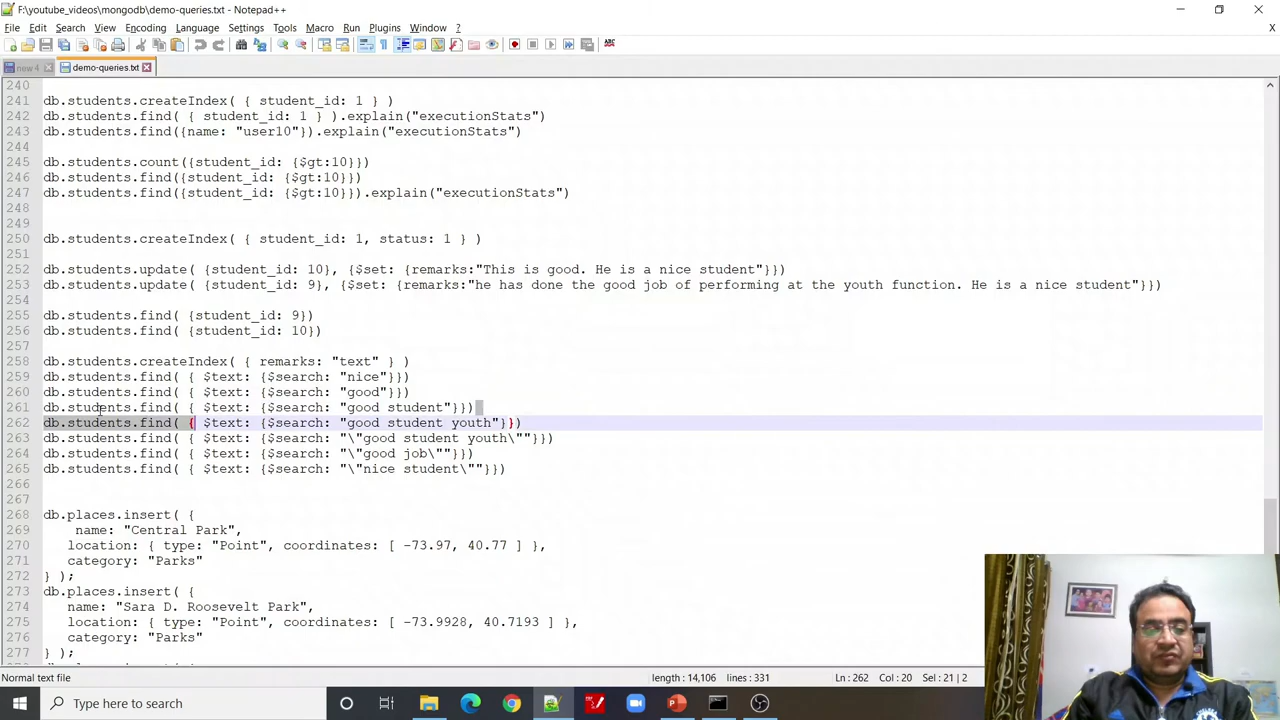 F:\youtube_videos\mongodb\demo-queries.txt - Notepad++
File Edit Search View Encoding Language Settings Tools Macro Run Plugins Window ?
new 4 demo-queries.txt
240
241 db.students.createIndex( { student_id: 1 } )
242 db.students.find( { student_id: 1 } ).explain("executionStats")
243 db.students.find({name: "user10"}).explain("executionStats")
244
245 db.students.count({student_id: {$gt:10}})
246 db.students.find({student_id: {$gt:10}})
247 db.students.find({student_id: {$gt:10}}).explain("executionStats")
248
249
250 db.students.createIndex( { student_id: 1, status: 1 } )
251
252 db.students.update( {student_id: 10}, {$set: {remarks:"This is good. He is a nice student"}})
253 db.students.update( {student_id: 9}, {$set: {remarks:"he has done the good job of performing at the youth function. He is a nice student"}})
254
255 db.students.find( {student_id: 9})
256 db.students.find( {student_id: 10})
257
258 db.students.createIndex( { remarks: "text" } )
259 db.students.find( { $text: {$search: "nice"}})
260 db.students.find( { $text: {$search: "good"}})
261 db.students.find( { $text: {$search: "good student"}})
262 db.students.find( { $text: {$search: "good student youth"}})
263 db.students.find( { $text: {$search: "\"good student youth\""}})
264 db.students.find( { $text: {$search: "\"good job\""}})
265 db.students.find( { $text: {$search: "\"nice student\""}})
266
267
268 db.places.insert( {
269 name: "Central Park",
270 location: { type: "Point", coordinates: [ -73.97, 40.77 ] },
271 category: "Parks"
272 } );
273 db.places.insert( {
274 name: "Sara D. Roosevelt Park",
275 location: { type: "Point", coordinates: [ -73.9928, 40.7193 ] },
276 category: "Parks"
277 } );
Normal text file length : 14,106 lines : 331 Ln : 262 Col : 20 Sel : 21 | 2
Type here to search